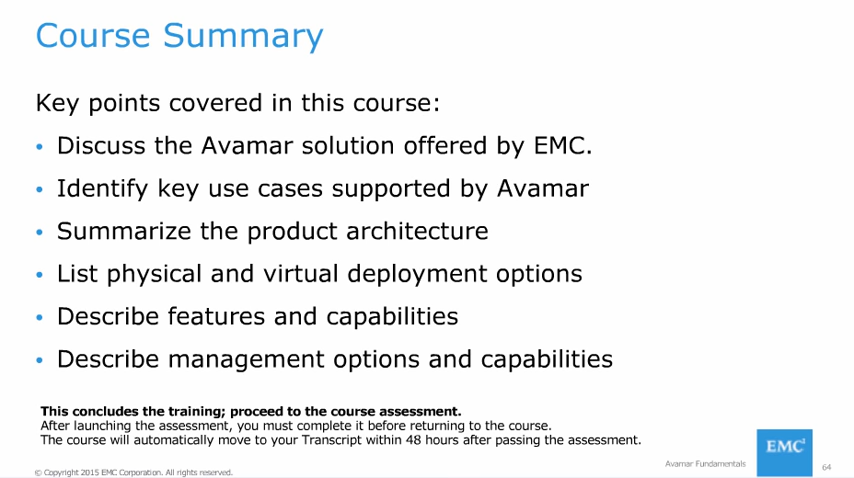 Course Summary
Key points covered in this course:
• Discuss the Avamar solution offered by EMC.
• Identify key use cases supported by Avamar
• Summarize the product architecture
• List physical and virtual deployment options
• Describe features and capabilities
• Describe management options and capabilities
This concludes the training; proceed to the course assessment.
After launching the assessment, you must complete it before returning to the course.
The course will automatically move to your Transcript within 48 hours after passing the assessment.
© Copyright 2015 EMC Corporation. All rights reserved.
Avamar Fundamentals
EMC²
64